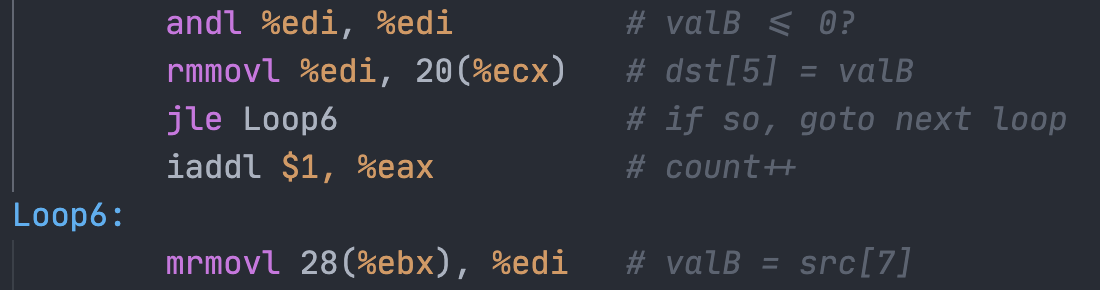 andl %edi, %edi # valB <= 0?
rmmovl %edi, 20(%ecx) # dst[5] = valB
jle Loop6 # if so, goto next loop
iaddl $1, %eax # count++
Loop6:
mrmovl 28(%ebx), %edi # valB = src[7]